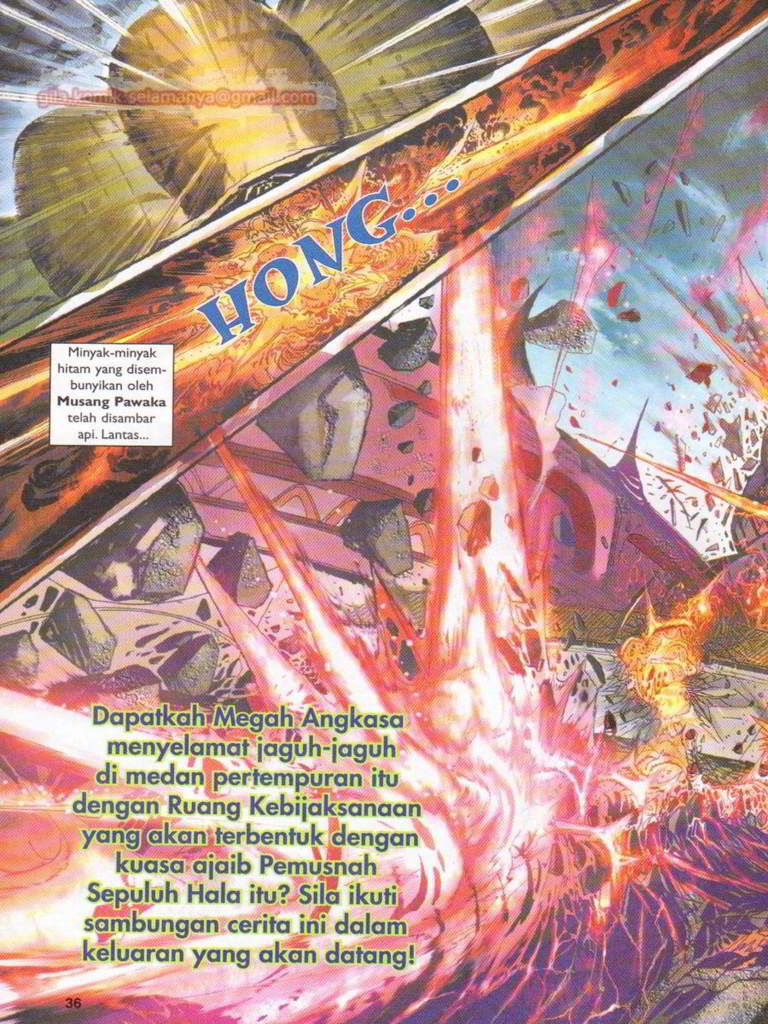 gila.komik.selamanya@gmail.com
HONG...
Minyak-minyak
hitam yang disem-
bunyikan oleh
Musang Pawaka
telah disambar
api. Lantas...
Dapatkah Megah Angkasa
menyelamat jaguh-jaguh
di medan pertempuran itu
dengan Ruang Kebijaksanaan
yang akan terbentuk dengan
kuasa ajaib Pemusnah
Sepuluh Hala itu? Sila ikuti
sambungan cerita ini dalam
keluaran yang akan datang!
36